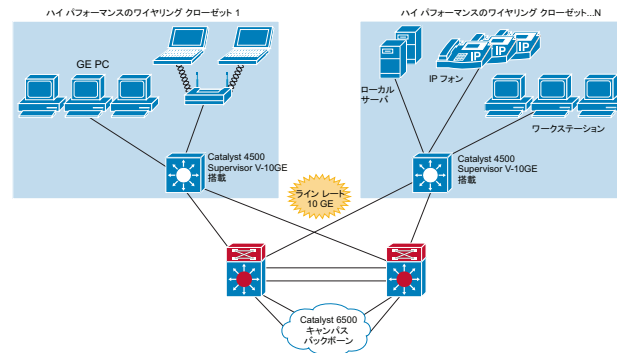 ハイ パフォーマンスのワイヤリング クローゼット 1
ハイ パフォーマンスのワイヤリング クローゼット...N
GE PC
ローカル
サーバ
IP フォン
IP
IP
IP
ワークステーション
Catalyst 4500
Supervisor V-10GE
搭載
Catalyst 4500
Supervisor V-10GE
搭載
ライン レート
10 GE
Catalyst 6500
キャンパス
バックボーン